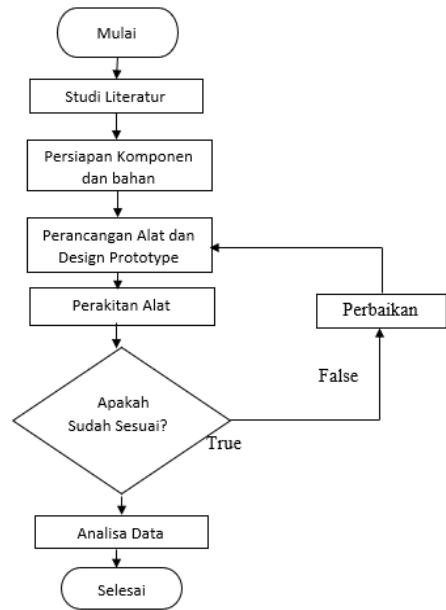 Mulai
Studi Literatur
Persiapan Komponen
dan bahan
Perancangan Alat dan
Design Prototype
Perakitan Alat
Perbaikan
False
Apakah
Sudah Sesuai?
True
Analisa Data
Selesai